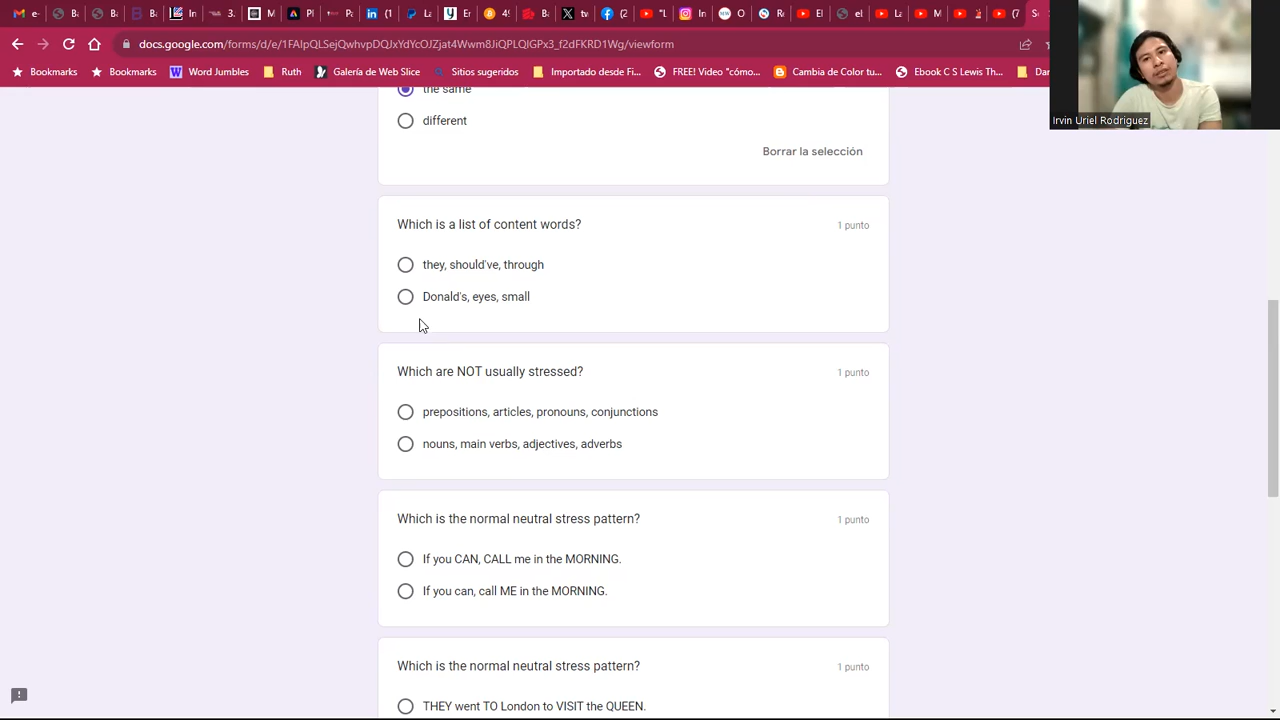 docs.google.com/forms/d/e/1FAIpQLSejQwhvpDQJxYdYcOJZjat4Wwm8JiQPLQIGPx3_f2dFKRD1Wg/viewform
Bookmarks Bookmarks Word Jumbles Ruth Galería de Web Slice Sitios sugeridos Importado desde Fi... FREE! Video "cómo... Cambia de Color tu... Ebook C S Lewis Th...
Irvin Uriel Rodriguez
the same
different
Borrar la selección
Which is a list of content words? 1 punto
they, should've, through
Donald's, eyes, small
Which are NOT usually stressed? 1 punto
prepositions, articles, pronouns, conjunctions
nouns, main verbs, adjectives, adverbs
Which is the normal neutral stress pattern? 1 punto
If you CAN, CALL me in the MORNING.
If you can, call ME in the MORNING.
Which is the normal neutral stress pattern? 1 punto
THEY went TO London to VISIT the QUEEN.